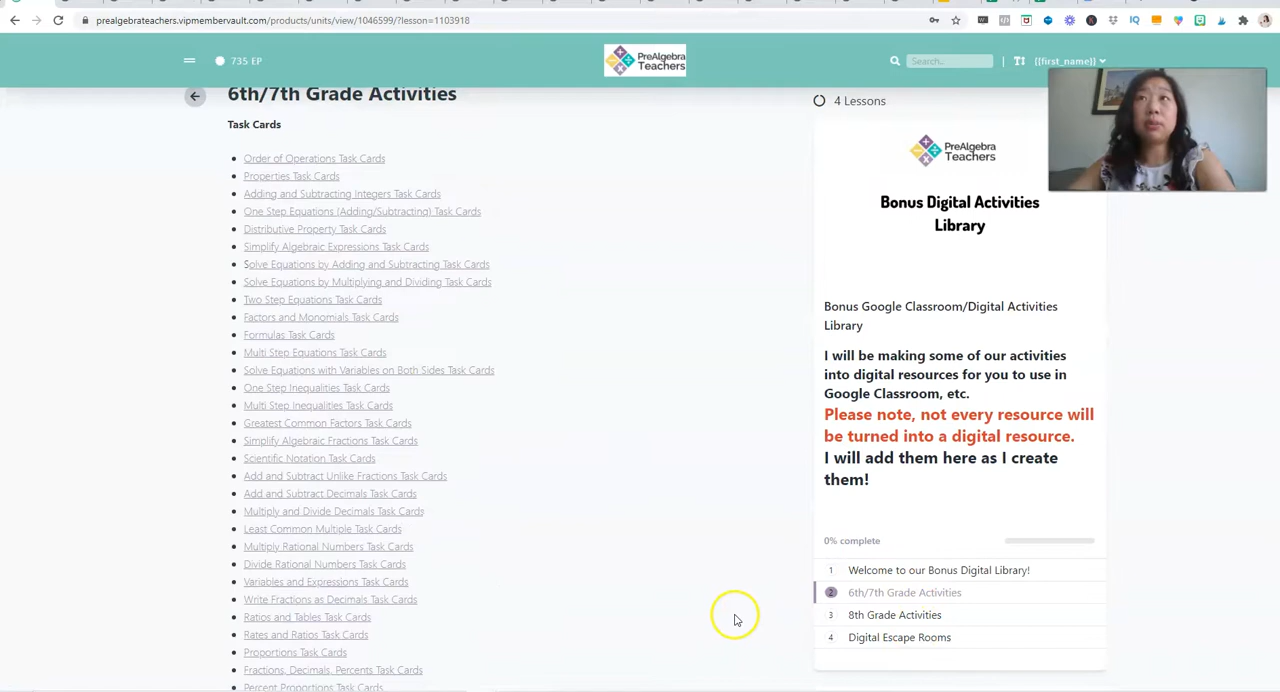 prealgebrateachers.vipmembervault.com/products/units/view/1046599/?lesson=1103918
735 EP
PreAlgebra
Teachers
Search..
{{first_name}}
6th/7th Grade Activities
Task Cards
Order of Operations Task Cards
Properties Task Cards
Adding and Subtracting Integers Task Cards
One Step Equations (Adding/Subtracting) Task Cards
Distributive Property Task Cards
Simplify Algebraic Expressions Task Cards
Solve Equations by Adding and Subtracting Task Cards
Solve Equations by Multiplying and Dividing Task Cards
Two Step Equations Task Cards
Factors and Monomials Task Cards
Formulas Task Cards
Multi Step Equations Task Cards
Solve Equations with Variables on Both Sides Task Cards
One Step Inequalities Task Cards
Multi Step Inequalities Task Cards
Greatest Common Factors Task Cards
Simplify Algebraic Fractions Task Cards
Scientific Notation Task Cards
Add and Subtract Unlike Fractions Task Cards
Add and Subtract Decimals Task Cards
Multiply and Divide Decimals Task Cards
Least Common Multiple Task Cards
Multiply Rational Numbers Task Cards
Divide Rational Numbers Task Cards
Variables and Expressions Task Cards
Write Fractions as Decimals Task Cards
Ratios and Tables Task Cards
Rates and Ratios Task Cards
Proportions Task Cards
Fractions, Decimals, Percents Task Cards
Percent Proportions Task Cards
4 Lessons
PreAlgebra
Teachers
Bonus Digital Activities
Library
Bonus Google Classroom/Digital Activities
Library
I will be making some of our activities
into digital resources for you to use in
Google Classroom, etc.
Please note, not every resource will
be turned into a digital resource.
I will add them here as I create
them!
0% complete
1 Welcome to our Bonus Digital Library!
2 6th/7th Grade Activities
3 8th Grade Activities
4 Digital Escape Rooms